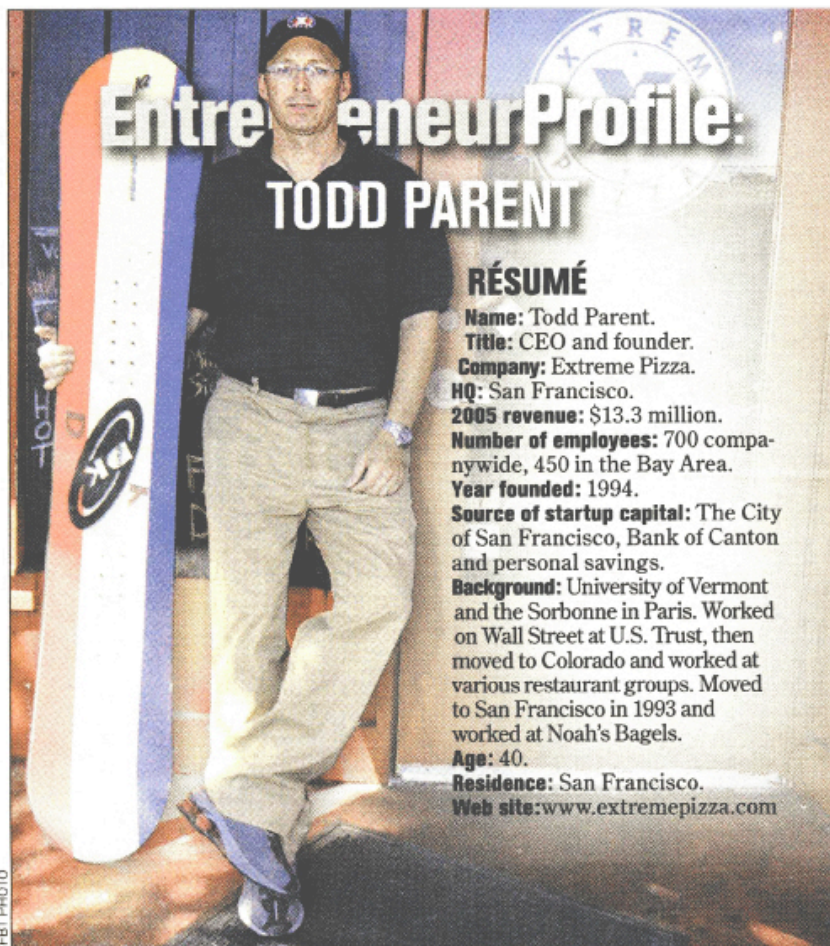 EntrepreneurProfile:
TODD PARENT
RÉSUMÉ
Name: Todd Parent.
Title: CEO and founder.
Company: Extreme Pizza.
HQ: San Francisco.
2005 revenue: $13.3 million.
Number of employees: 700 compa-
nywide, 450 in the Bay Area.
Year founded: 1994.
Source of startup capital: The City
of San Francisco, Bank of Canton
and personal savings.
Background: University of Vermont
and the Sorbonne in Paris. Worked
on Wall Street at U.S. Trust, then
moved to Colorado and worked at
various restaurant groups. Moved
to San Francisco in 1993 and
worked at Noah's Bagels.
Age: 40.
Residence: San Francisco.
Web site:www.extremepizza.com
HOT